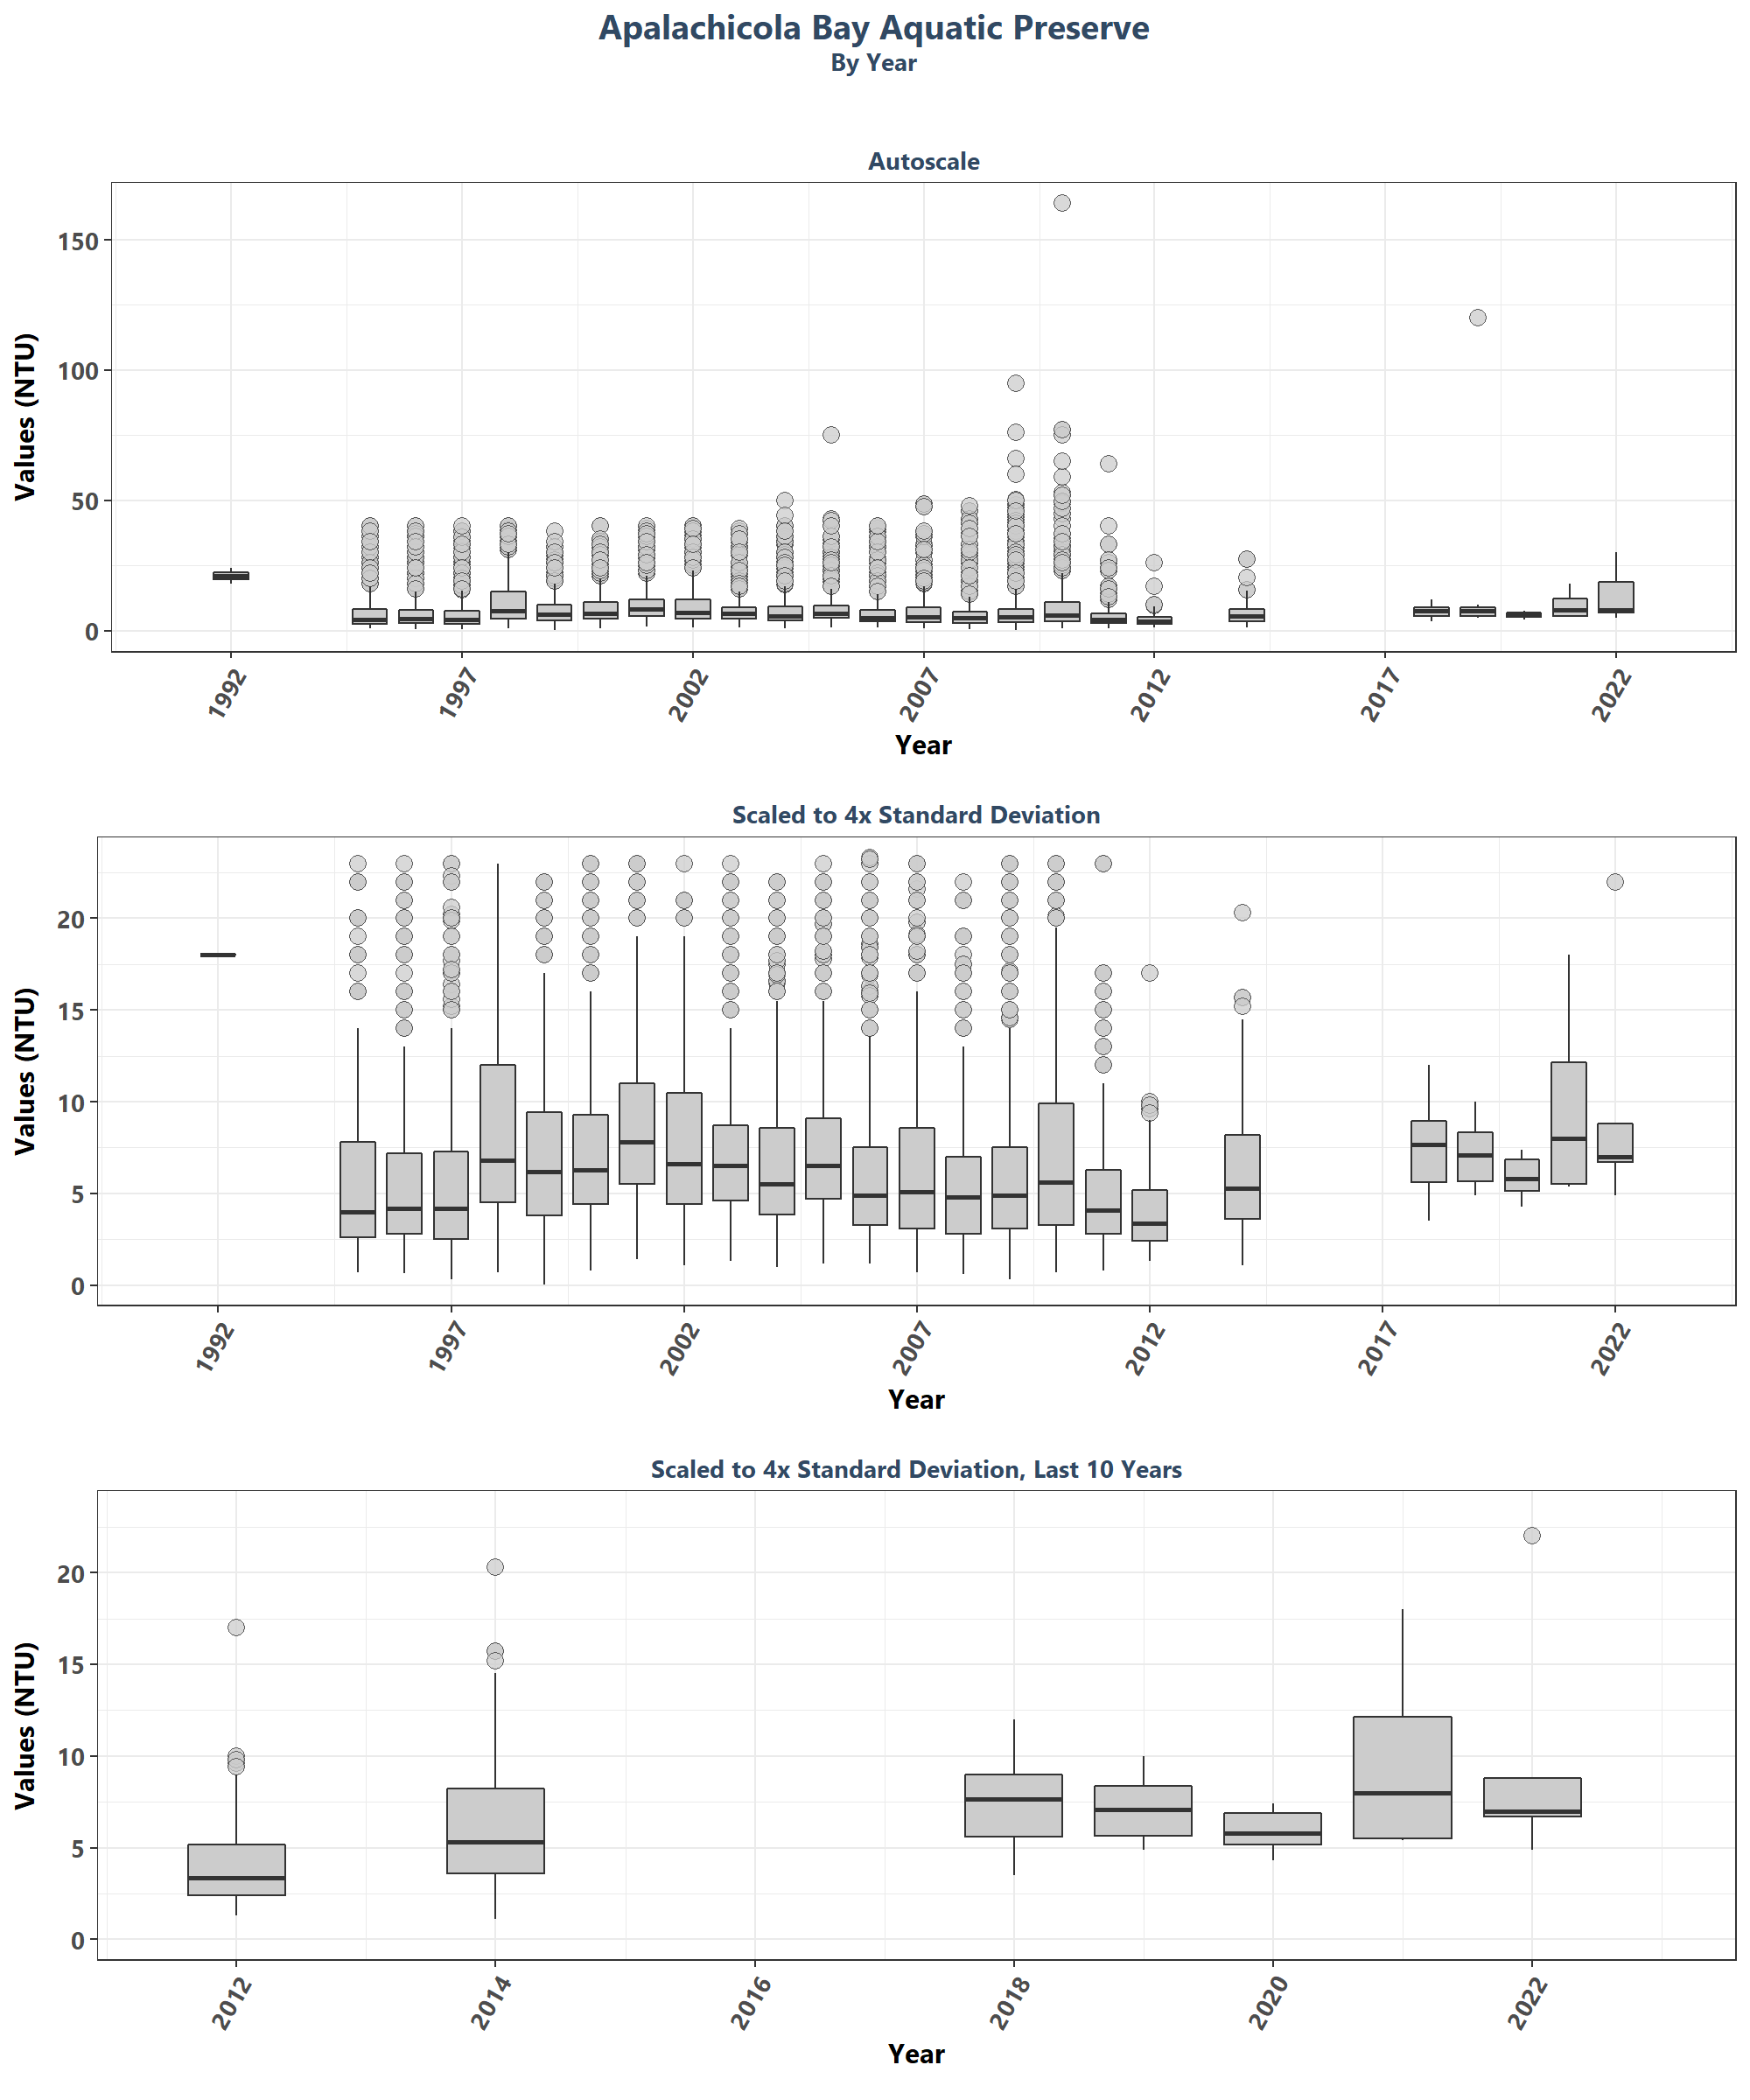 Apalachicola Bay Aquatic Preserve
By Year
Autoscale
Values (NTU)
150
100
50
0
1992 1997 2002 2007 2012 2017 2022
Year
Scaled to 4x Standard Deviation
Values (NTU)
20
15
10
5
0
1992 1997 2002 2007 2012 2017 2022
Year
Scaled to 4x Standard Deviation, Last 10 Years
Values (NTU)
20
15
10
5
0
2012 2014 2016 2018 2020 2022
Year